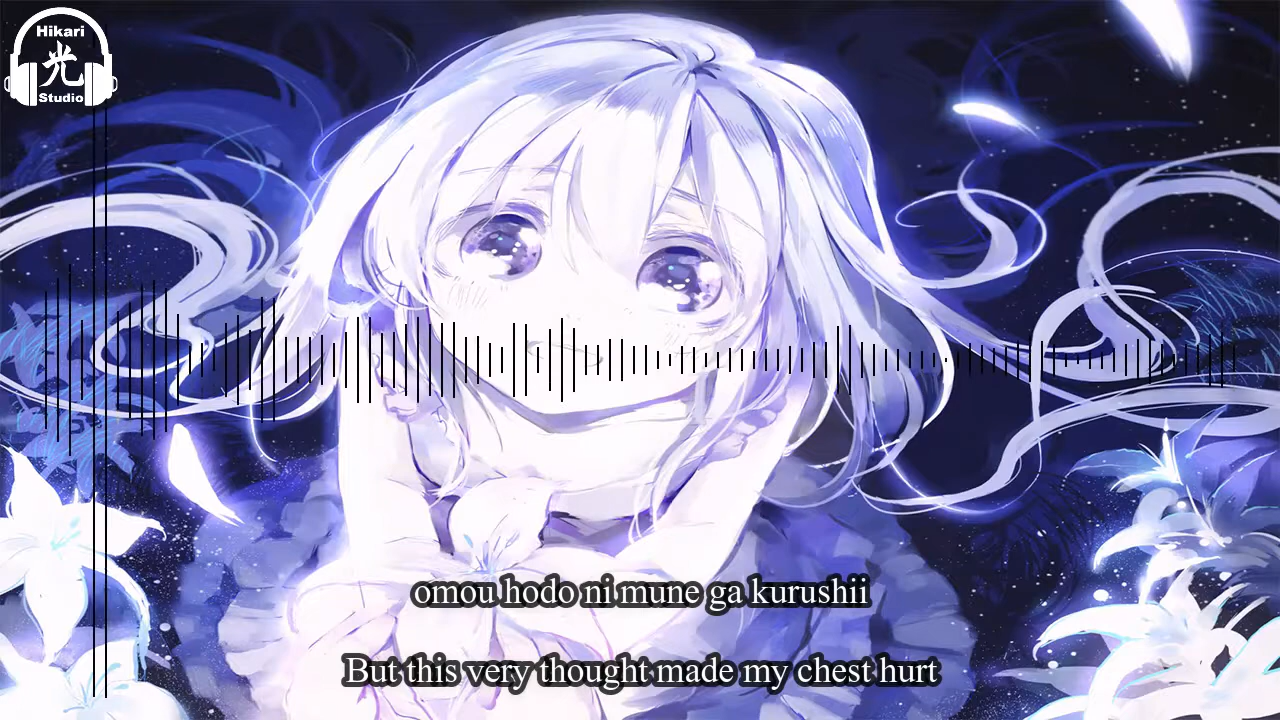 Hikari
光
Studio
omou hodo ni mune ga kurushii
But this very thought made my chest hurt